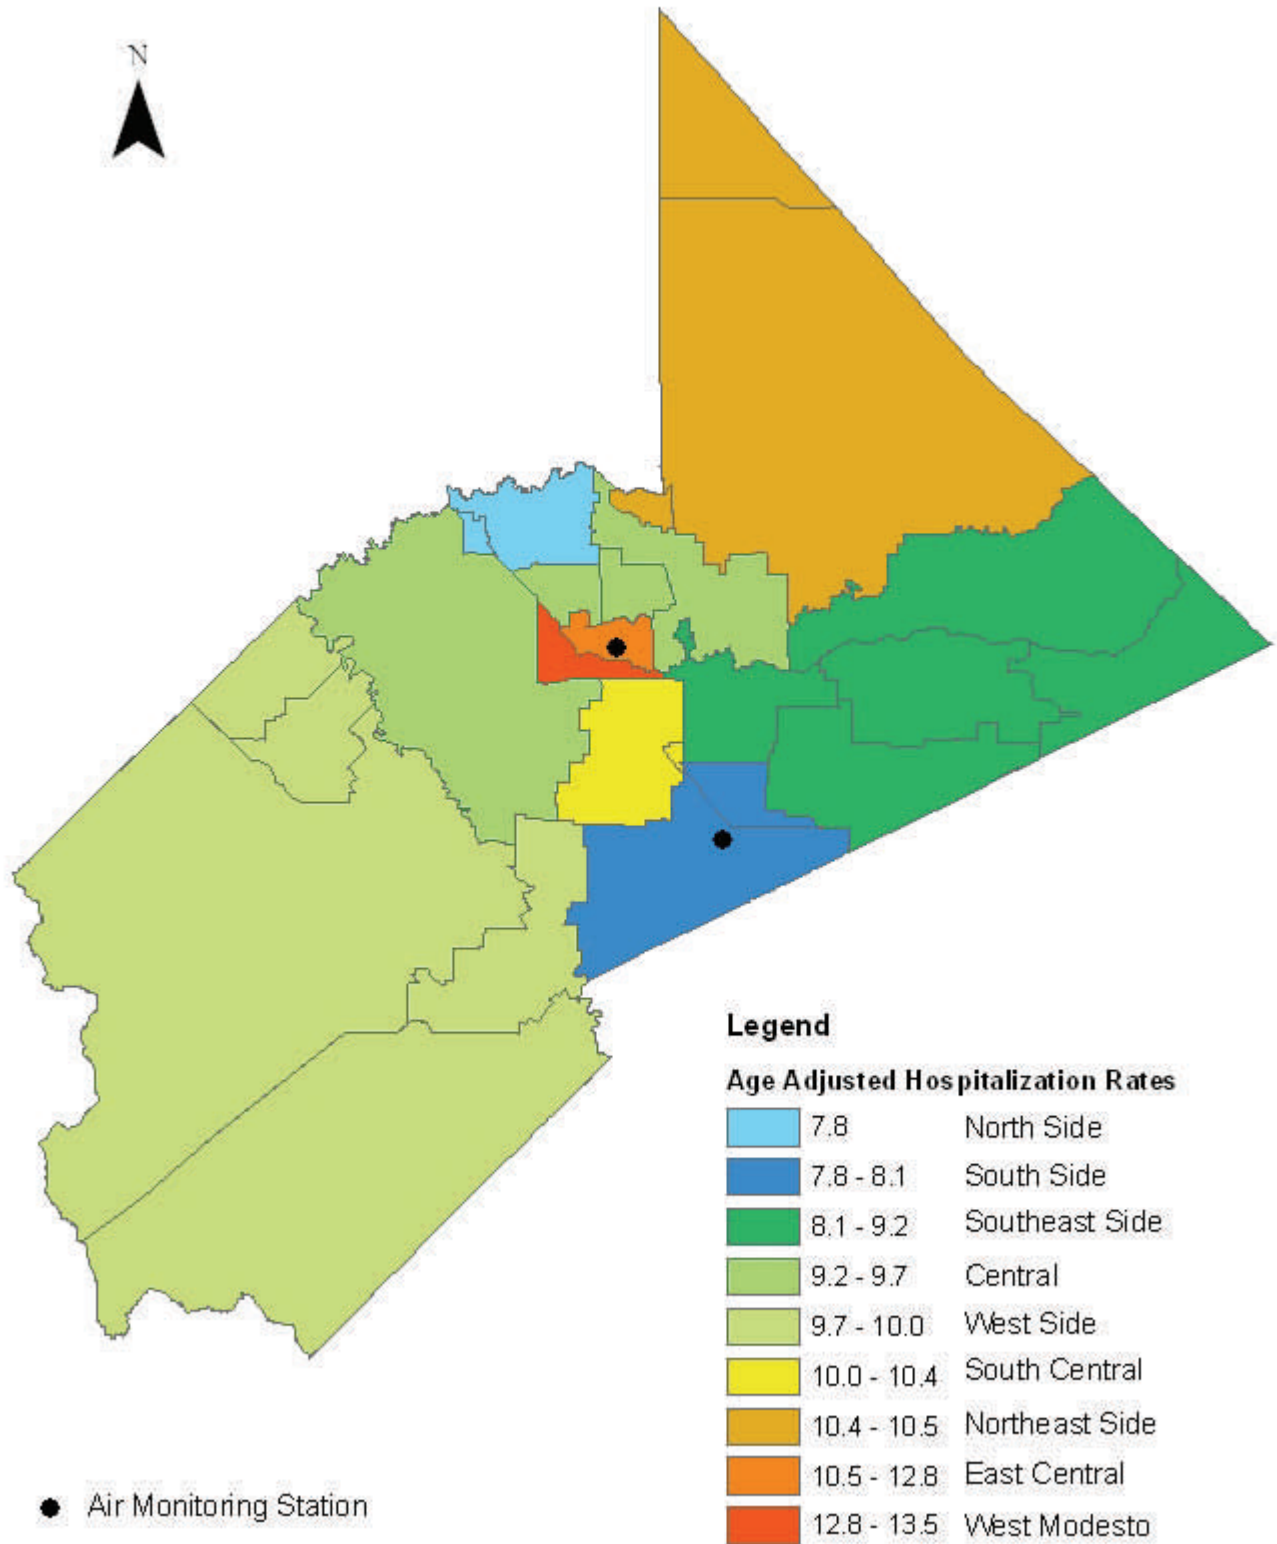 N
Legend
Age Adjusted Hospitalization Rates
7.8 North Side
7.8 - 8.1 South Side
8.1 - 9.2 Southeast Side
9.2 - 9.7 Central
9.7 - 10.0 West Side
10.0 - 10.4 South Central
10.4 - 10.5 Northeast Side
10.5 - 12.8 East Central
12.8 - 13.5 West Modesto
Air Monitoring Station